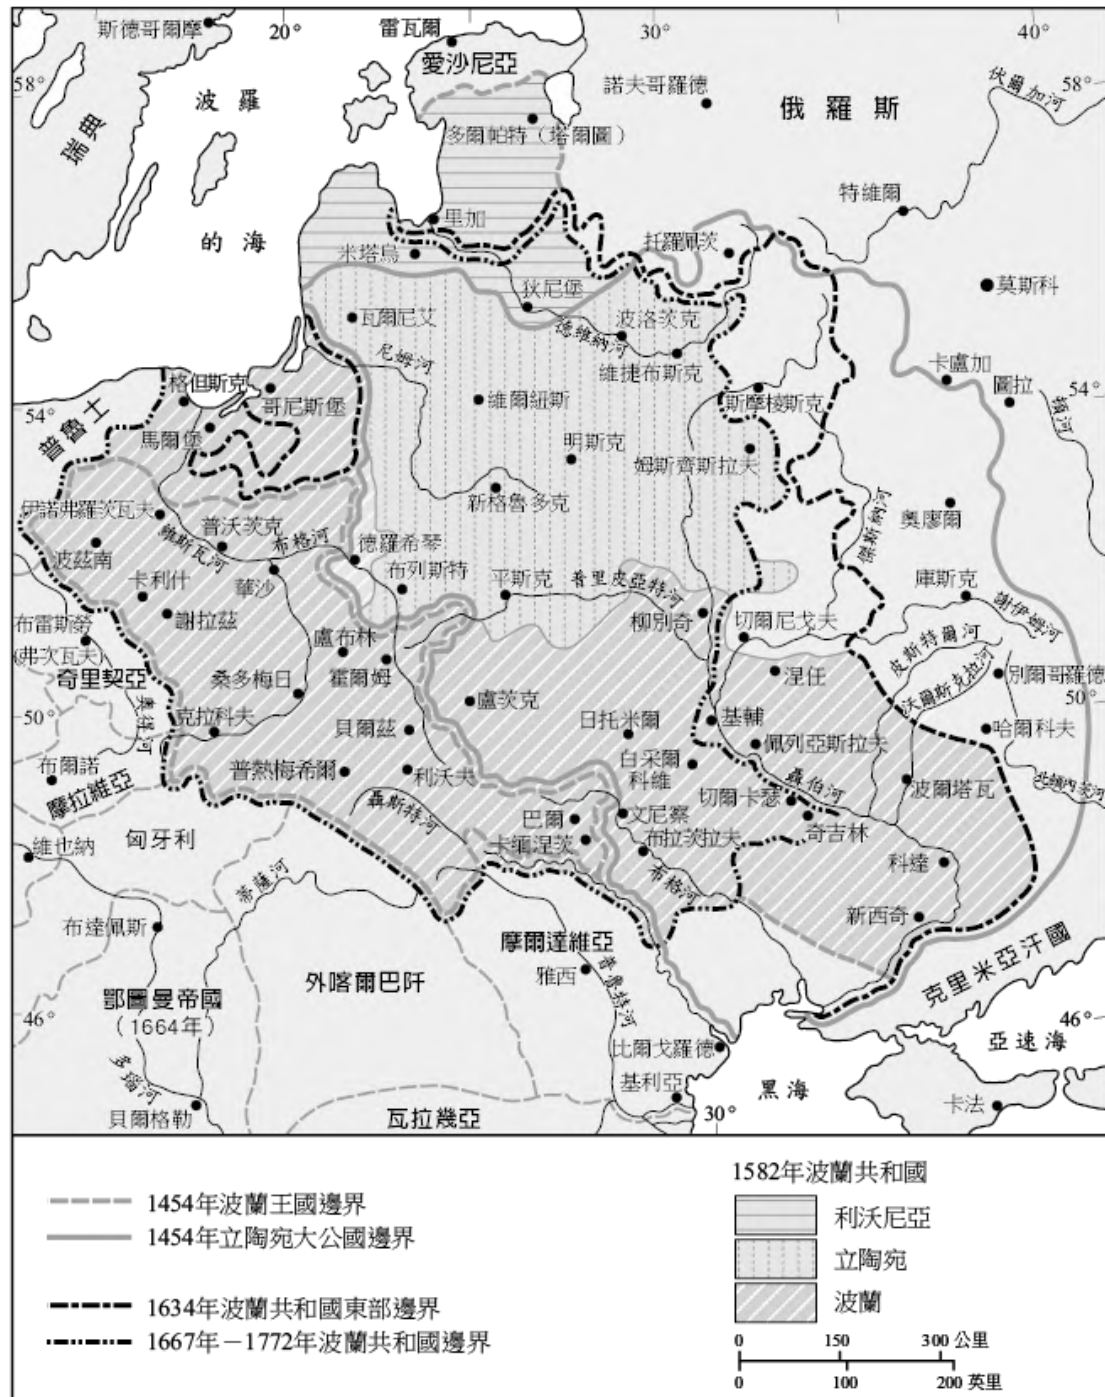 斯德哥爾摩
20°
雷瓦爾
30°
40°
愛沙尼亞
58°
58°
波羅
諾夫哥羅德
俄羅斯
伏爾加河
瑞典
多爾帕特（塔爾圖）
特維爾
里加
的海
米塔烏
托羅佩茨
狄尼堡
莫斯科
瓦爾尼艾
波洛茨克
德維納河
尼姆河
維捷布斯克
卡盧加
格但斯克
圖拉
54°
哥尼斯堡
維爾紐斯
斯摩梭斯克
54°
普魯士
馬爾堡
明斯克
姆斯齊斯拉夫
頓河
新格魯多克
伊諾弗羅茨瓦夫
普沃茨克
奧廖爾
維斯瓦河
布格河
德羅希琴
波茲南
華沙
布列斯特
平斯克
普里皮亞特河
庫斯克
卡利什
謝拉茲
柳別奇
切爾尼戈夫
謝伊姆河
布雷斯勞
(弗次瓦夫)
盧布林
皮斯特爾河
奇里契亞
桑多梅日
霍爾姆
涅任
沃爾斯克拉河
別爾哥羅德
50°
克拉科夫
盧茨克
50°
奧得河
貝爾茲
日托米爾
基輔
佩列亞斯拉夫
哈爾科夫
布爾諾
普熱梅希爾
利沃夫
白采爾
科維
摩拉維亞
聶伯河
波爾塔瓦
北頓內茨河
聶斯特河
切爾卡瑟
匈牙利
巴爾
文尼察
奇吉林
維也納
卡緬涅茨
布拉茨拉夫
科達
蒂薩河
布格河
新西奇
布達佩斯
摩爾達維亞
克里米亞汗國
雅西
外喀爾巴阡
普魯特河
鄂圖曼帝國
（1664年）
46°
46°
比爾戈羅德
亞速海
多瑙河
基利亞
黑海
貝爾格勒
瓦拉幾亞
30°
卡法
1454年波蘭王國邊界
1454年立陶宛大公國邊界
1634年波蘭共和國東部邊界
1667年－1772年波蘭共和國邊界
1582年波蘭共和國
利沃尼亞
立陶宛
波蘭
0 150 300 公里
0 100 200 英里